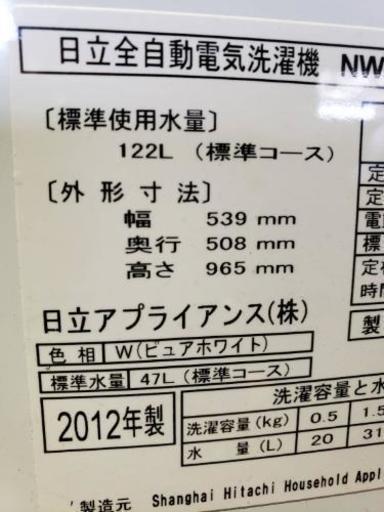 日立全自動電気洗濯機 NW
〔標準使用水量〕
122L （標準コース）
〔外形寸法〕
幅 539 mm
奥行 508 mm
高さ 965 mm
日立アプライアンス(株)
色相 W(ピュアホワイト)
標準水量 47L (標準コース)
2012年製
洗濯容量と水
洗濯容量(kg) 0.5 1.5
水量(L) 20 31
製造元 Shanghai Hitachi Household Appl
定
定
電
標
定
時間
製